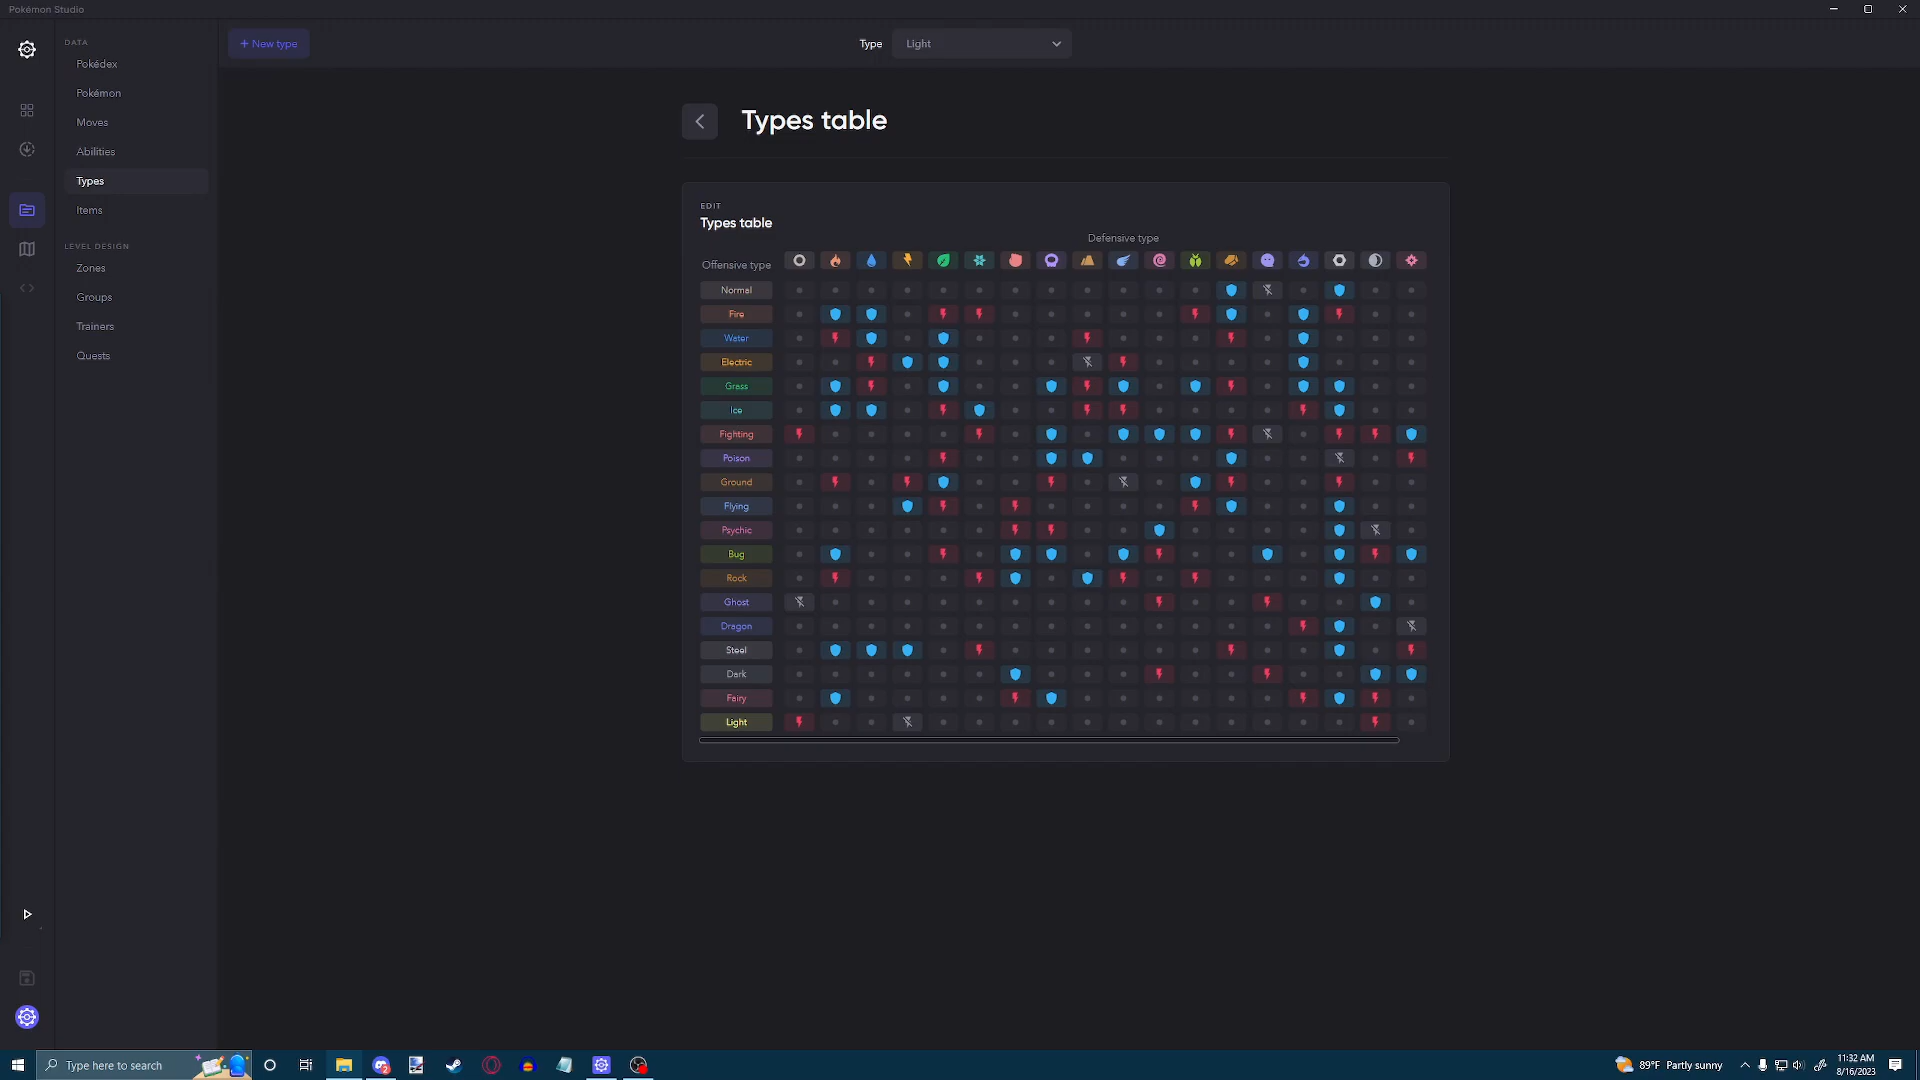 Pokémon Studio
DATA
Pokédex
Pokémon
Moves
Abilities
Types
Items
LEVEL DESIGN
Zones
Groups
Trainers
Quests
+ New type
Type
Light
Types table
EDIT
Types table
Defensive type
Offensive type
Normal
Fire
Water
Electric
Grass
Ice
Fighting
Poison
Ground
Flying
Psychic
Bug
Rock
Ghost
Dragon
Steel
Dark
Fairy
Light
Type here to search
89°F Partly sunny
11:32 AM
8/16/2023